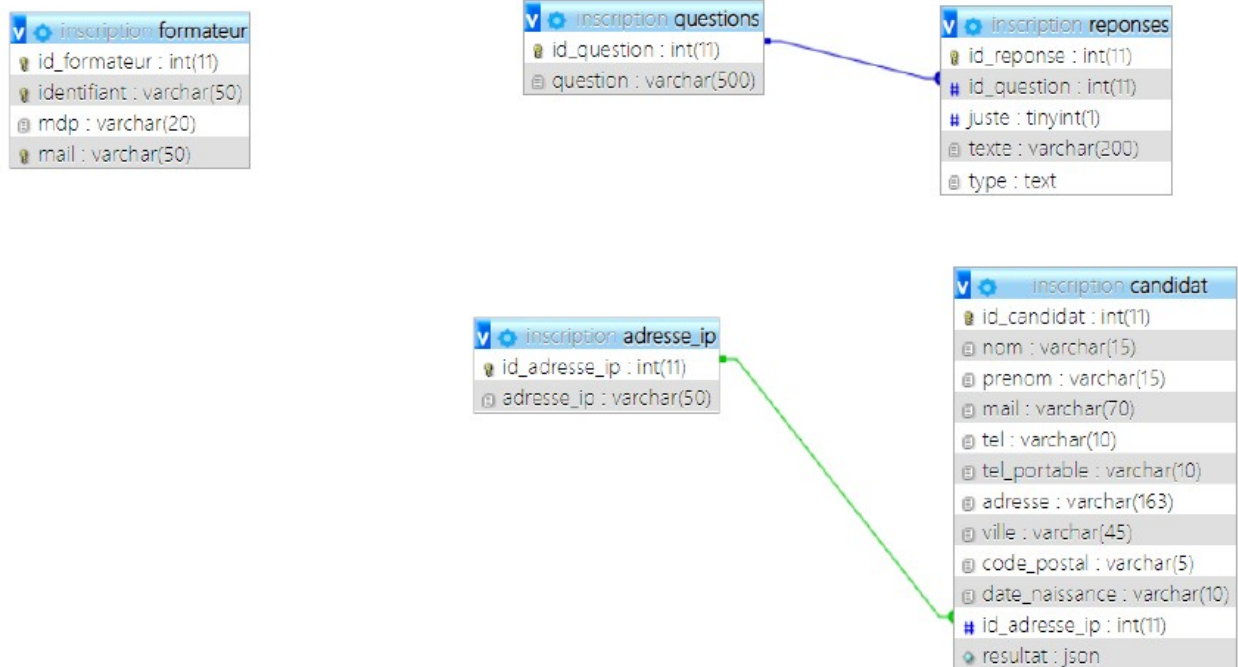 v inscription formateur
id_formateur : int(11)
identifiant : varchar(50)
mdp : varchar(20)
mail : varchar(50)
v inscription questions
id_question : int(11)
question : varchar(500)
v inscription reponses
id_reponse : int(11)
# id_question : int(11)
# juste : tinyint(1)
texte : varchar(200)
type : text
v inscription adresse_ip
id_adresse_ip : int(11)
adresse_ip : varchar(50)
v inscription candidat
id_candidat : int(11)
nom : varchar(15)
prenom : varchar(15)
mail : varchar(70)
tel : varchar(10)
tel_portable : varchar(10)
adresse : varchar(163)
ville : varchar(45)
code_postal : varchar(5)
date_naissance : varchar(10)
# id_adresse_ip : int(11)
resultat : json